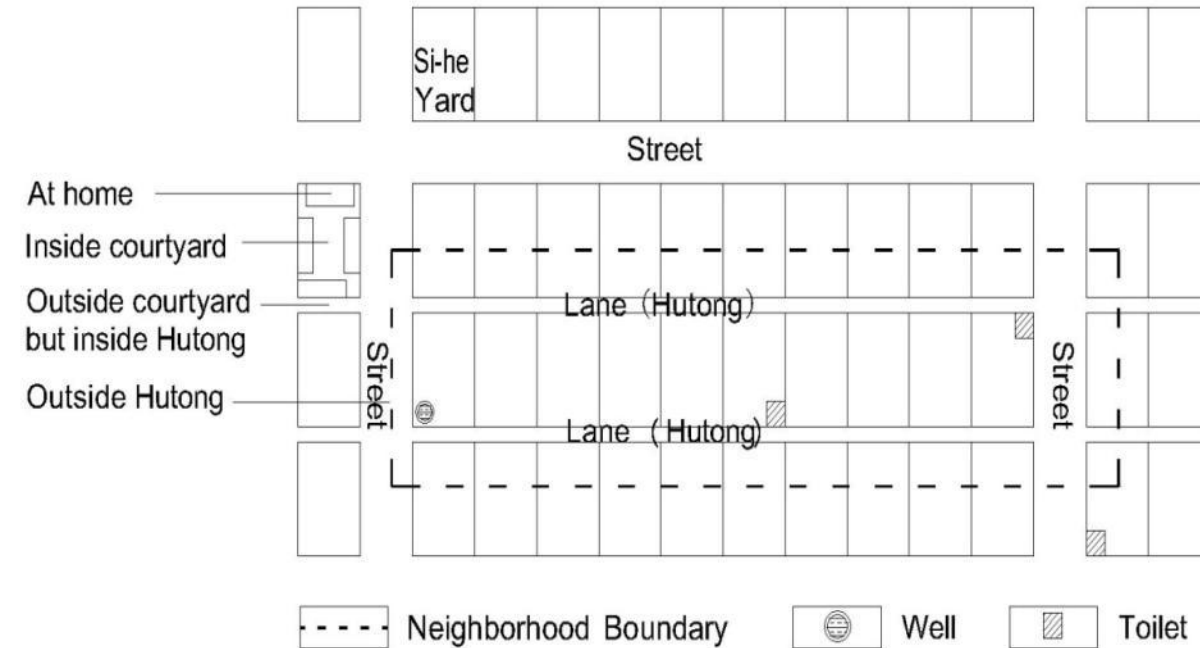 Si-he
Yard
Street
At home
Inside courtyard
Outside courtyard
but inside Hutong
Outside Hutong
Lane (Hutong)
Street
Street
Lane (Hutong)
Neighborhood Boundary
Well
Toilet